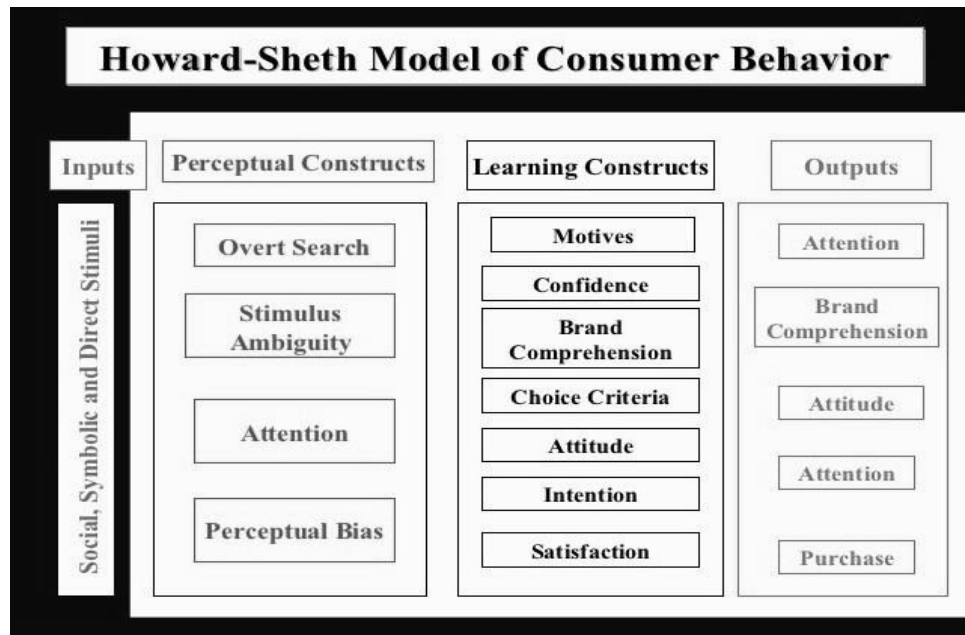 Howard-Sheth Model of Consumer Behavior
Inputs
Perceptual Constructs
Learning Constructs
Outputs
Social, Symbolic and Direct Stimuli
Overt Search
Stimulus
Ambiguity
Attention
Perceptual Bias
Motives
Confidence
Brand
Comprehension
Choice Criteria
Attitude
Intention
Satisfaction
Attention
Brand
Comprehension
Attitude
Attention
Purchase